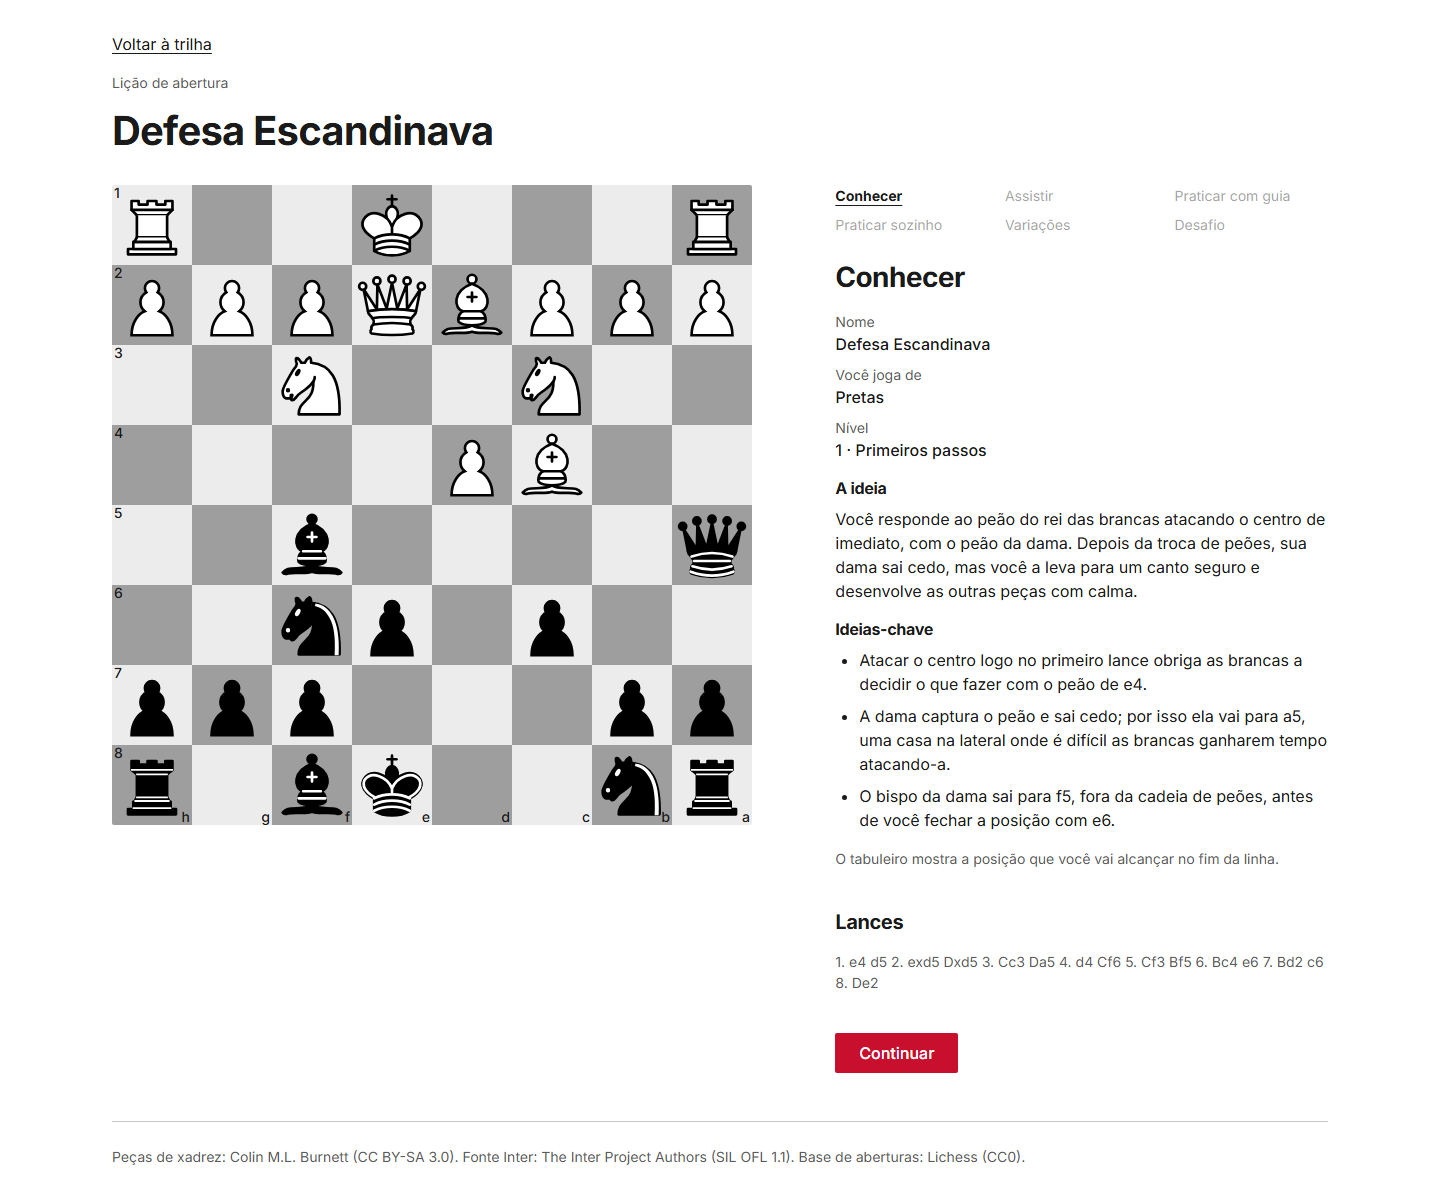 Voltar à trilha
Lição de abertura
Defesa Escandinava
1
2
3
4
5
6
7
8
h g f e d c b a
Conhecer Assistir Praticar com guia
Praticar sozinho Variações Desafio
Conhecer
Nome
Defesa Escandinava
Você joga de
Pretas
Nível
1 · Primeiros passos
A ideia
Você responde ao peão do rei das brancas atacando o centro de
imediato, com o peão da dama. Depois da troca de peões, sua
dama sai cedo, mas você a leva para um canto seguro e
desenvolve as outras peças com calma.
Ideias-chave
• Atacar o centro logo no primeiro lance obriga as brancas a
decidir o que fazer com o peão de e4.
• A dama captura o peão e sai cedo; por isso ela vai para a5,
uma casa na lateral onde é difícil as brancas ganharem tempo
atacando-a.
• O bispo da dama sai para f5, fora da cadeia de peões, antes
de você fechar a posição com e6.
O tabuleiro mostra a posição que você vai alcançar no fim da linha.
Lances
1. e4 d5 2. exd5 Dxd5 3. Cc3 Da5 4. d4 Cf6 5. Cf3 Bf5 6. Bc4 e6 7. Bd2 c6
8. De2
Continuar
Peças de xadrez: Colin M.L. Burnett (CC BY-SA 3.0). Fonte Inter: The Inter Project Authors (SIL OFL 1.1). Base de aberturas: Lichess (CC0).